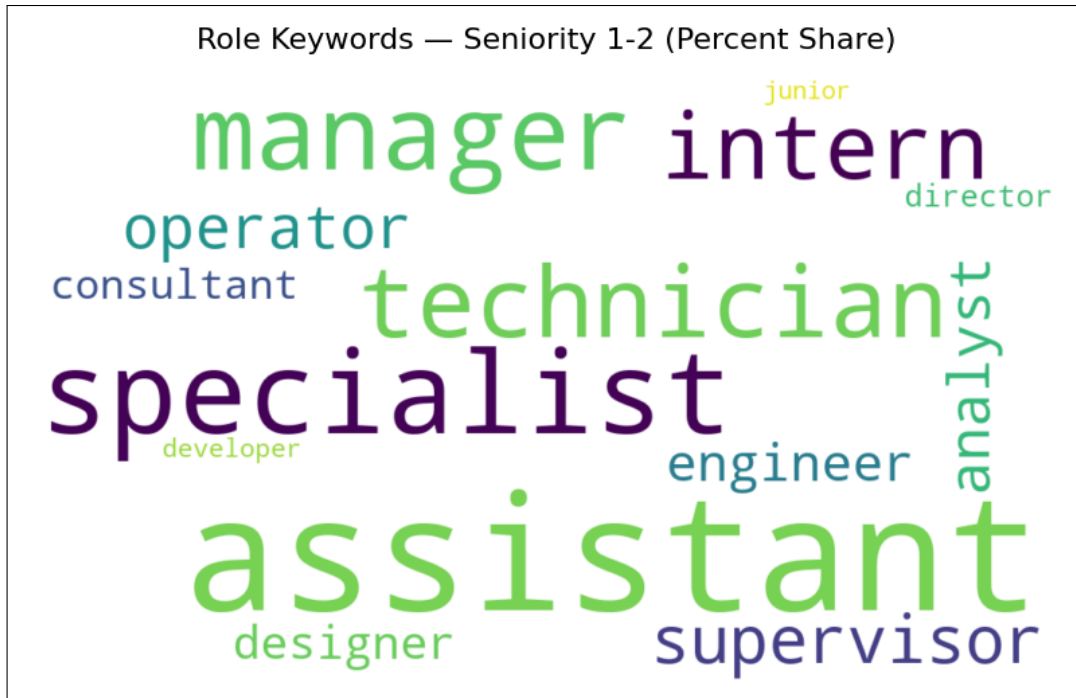 Role Keywords — Seniority 1-2 (Percent Share)
junior
manager
intern
director
operator
consultant
technician
analyst
specialist
developer
engineer
assistant
designer
supervisor